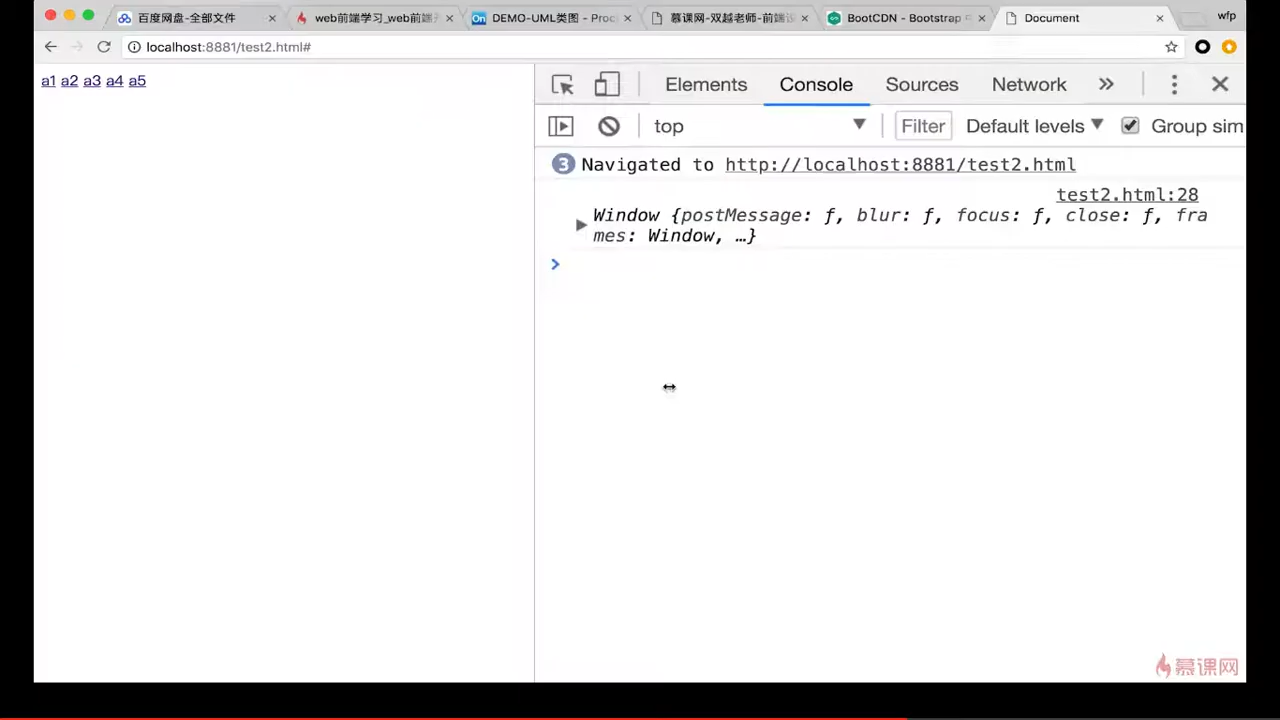 百度网盘-全部文件
web前端学习_web前端
DEMO-UML类图 - Proc
慕课网-双越老师-前端设
BootCDN - Bootstrap
Document
wfp
localhost:8881/test2.html#
a1 a2 a3 a4 a5
Elements Console Sources Network »
top Filter Default levels Group sim
3 Navigated to http://localhost:8881/test2.html
test2.html:28
Window {postMessage: ƒ, blur: ƒ, focus: ƒ, close: ƒ, fra
mes: Window, …}
慕课网